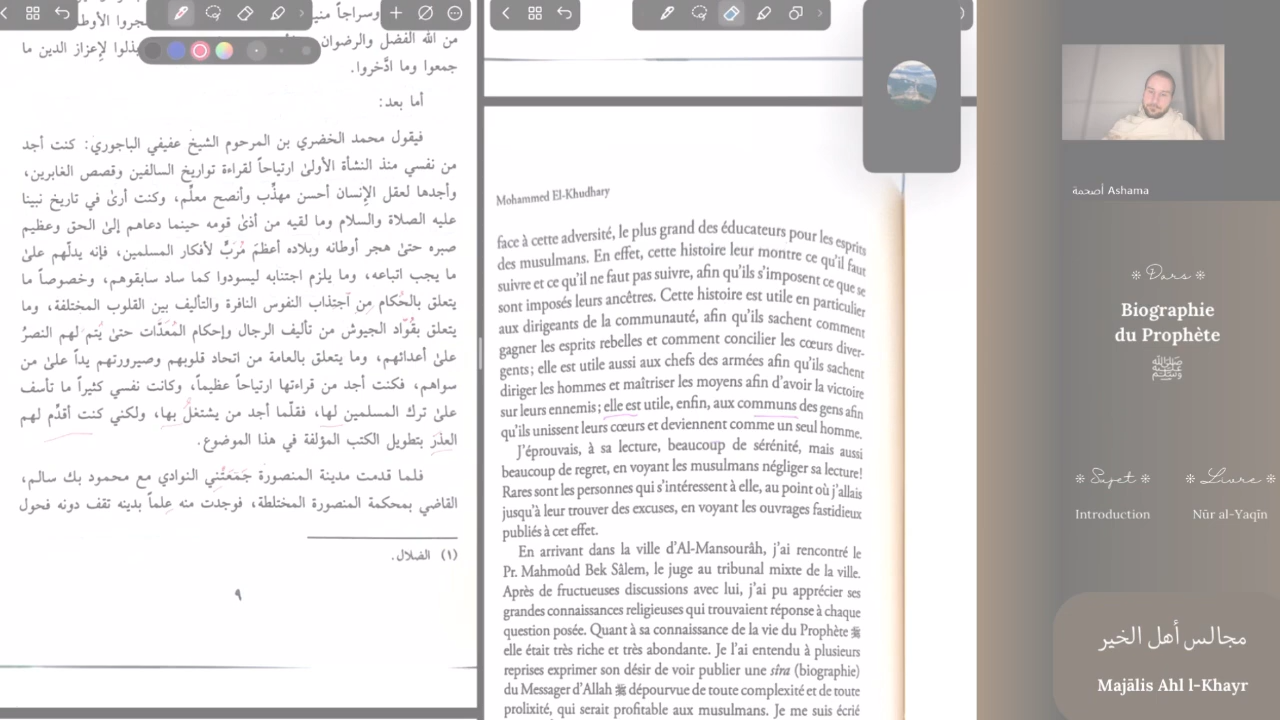 وسراجاً
من الله الفضل والرضوان
لإعزاز الدين ما
جمعوا وما ادَّخروا.
أما بعد:
فيقول محمد الخضري بن المرحوم الشيخ عفيفي الباجوري: كنت أجد
من نفسي منذ النشأة الأولىٰ ارتياحاً لقراءة تواريخ السالفين وقصص الغابرين،
وأجدها لعقل الإنسان أحسن مهذِّب وأنصح معلِّم، وكنت أرىٰ في تاريخ نبينا
عليه الصلاة والسلام وما لقيه من أذىٰ قومه حينما دعاهم إلىٰ الحق وعظيم
صبره حتىٰ هجر أوطانه وبلاده أعظمَ مُرَبٍّ لأفكار المسلمين، فإنه يدلّهم علىٰ
ما يجب اتباعه، وما يلزم اجتنابه ليسودوا كما ساد سابقوهم، وخصوصاً ما
يتعلق بالحُكام مِن اجتذاب النفوس النافرة والتأليف بين القلوب المختلفة، وما
يتعلق بقُوّاد الجيوش من تأليف الرجال وإحكام المُعَدَّات حتىٰ يُتم لهم النصرُ
علىٰ أعدائهم، وما يتعلق بالعامة من اتحاد قلوبهم وصيرورتهم يداً علىٰ من
سواهم، فكنت أجد من قراءتها ارتياحاً عظيماً، وكانت نفسي كثيراً ما تأسف
علىٰ ترك المسلمين لها، فقلّما أجد من يشتغلُ بها، ولكني كنت أقدِّم لهم
العذرَ بتطويل الكتب المؤلفة في هذا الموضوع.
فلما قدمت مدينة المنصورة جَمَعَتْني النوادي مع محمود بك سالم،
القاضي بمحكمة المنصورة المختلطة، فوجدت منه عِلماً بدينه تقف دونه فحول
(١) الضلال.
٩
Mohammed El-Khudhary
face à cette adversité, le plus grand des éducateurs pour les esprits
des musulmans. En effet, cette histoire leur montre ce qu'il faut
suivre et ce qu'il ne faut pas suivre, afin qu'ils s'imposent ce que se
sont imposés leurs ancêtres. Cette histoire est utile en particulier
aux dirigeants de la communauté, afin qu'ils sachent comment
gagner les esprits rebelles et comment concilier les cœurs diver-
gents ; elle est utile aussi aux chefs des armées afin qu'ils sachent
diriger les hommes et maîtriser les moyens afin d'avoir la victoire
sur leurs ennemis ; elle est utile, enfin, aux communs des gens afin
qu'ils unissent leurs cœurs et deviennent comme un seul homme.
J'éprouvais, à sa lecture, beaucoup de sérénité, mais aussi
beaucoup de regret, en voyant les musulmans négliger sa lecture!
Rares sont les personnes qui s'intéressent à elle, au point où j'allais
jusqu'à leur trouver des excuses, en voyant les ouvrages fastidieux
publiés à cet effet.
En arrivant dans la ville d'Al-Mansourâh, j'ai rencontré le
Pr. Mahmoûd Bek Sâlem, le juge au tribunal mixte de la ville.
Après de fructueuses discussions avec lui, j'ai pu apprécier ses
grandes connaissances religieuses qui trouvaient réponse à chaque
question posée. Quant à sa connaissance de la vie du Prophète ﷺ
elle était très riche et très abondante. Je l'ai entendu à plusieurs
reprises exprimer son désir de voir publier une sîra (biographie)
du Messager d'Allah ﷺ dépourvue de toute complexité et de toute
prolixité, qui serait profitable aux musulmans. Je me suis écrié
أصحمة Ashama
Dars
Biographie
du Prophète
ﷺ
Sujet
Introduction
Livre
Nūr al-Yaqīn
مجالس أهل الخير
Majālis Ahl l-Khayr